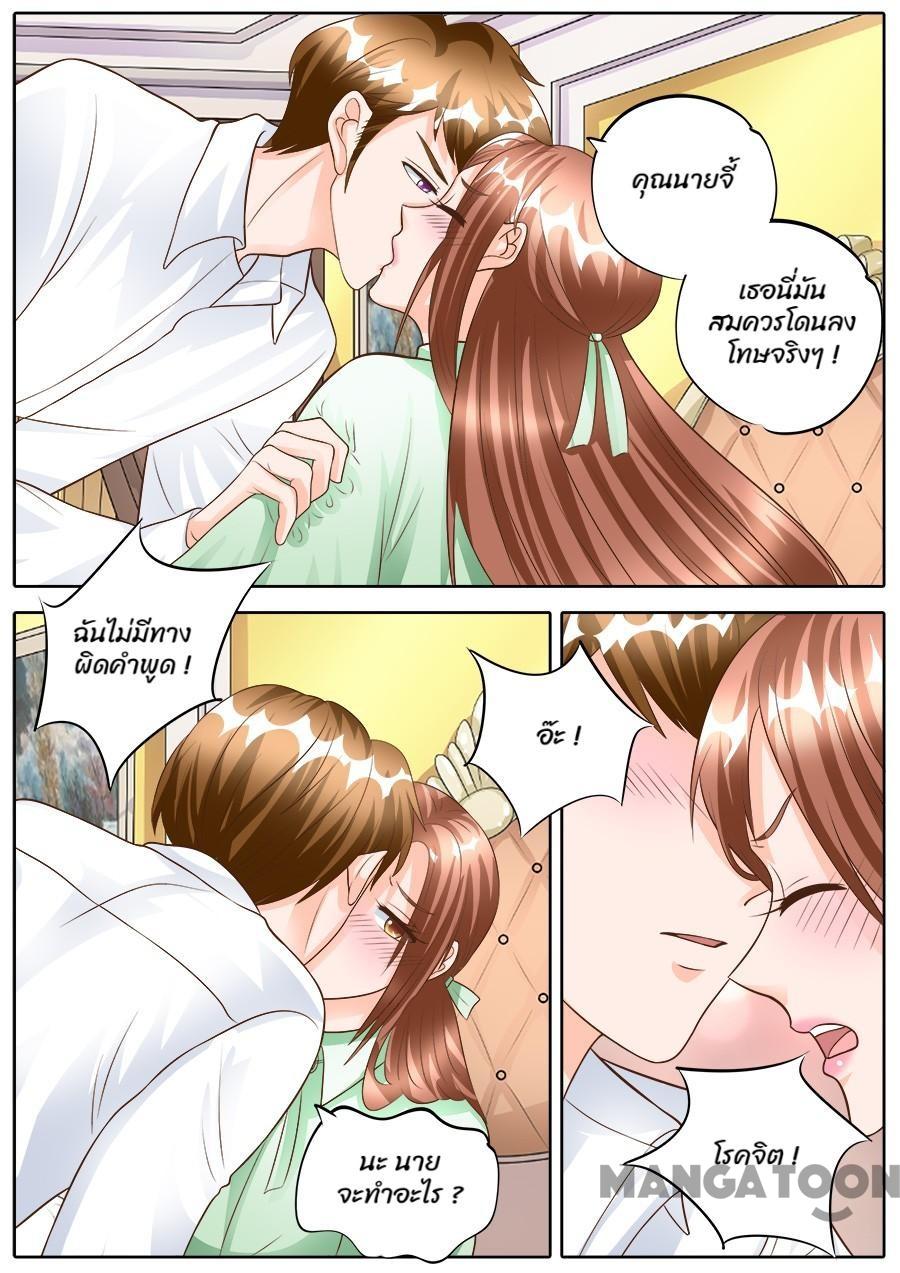 คุณนายจี้
เธอนี่มัน
สมควรโดนลง
โทษจริงๆ !
ฉันไม่มีทาง
ผิดคำพูด !
อ๊ะ !
นะ นาย
จะทำอะไร ?
โรคจิต !
MANGATOON